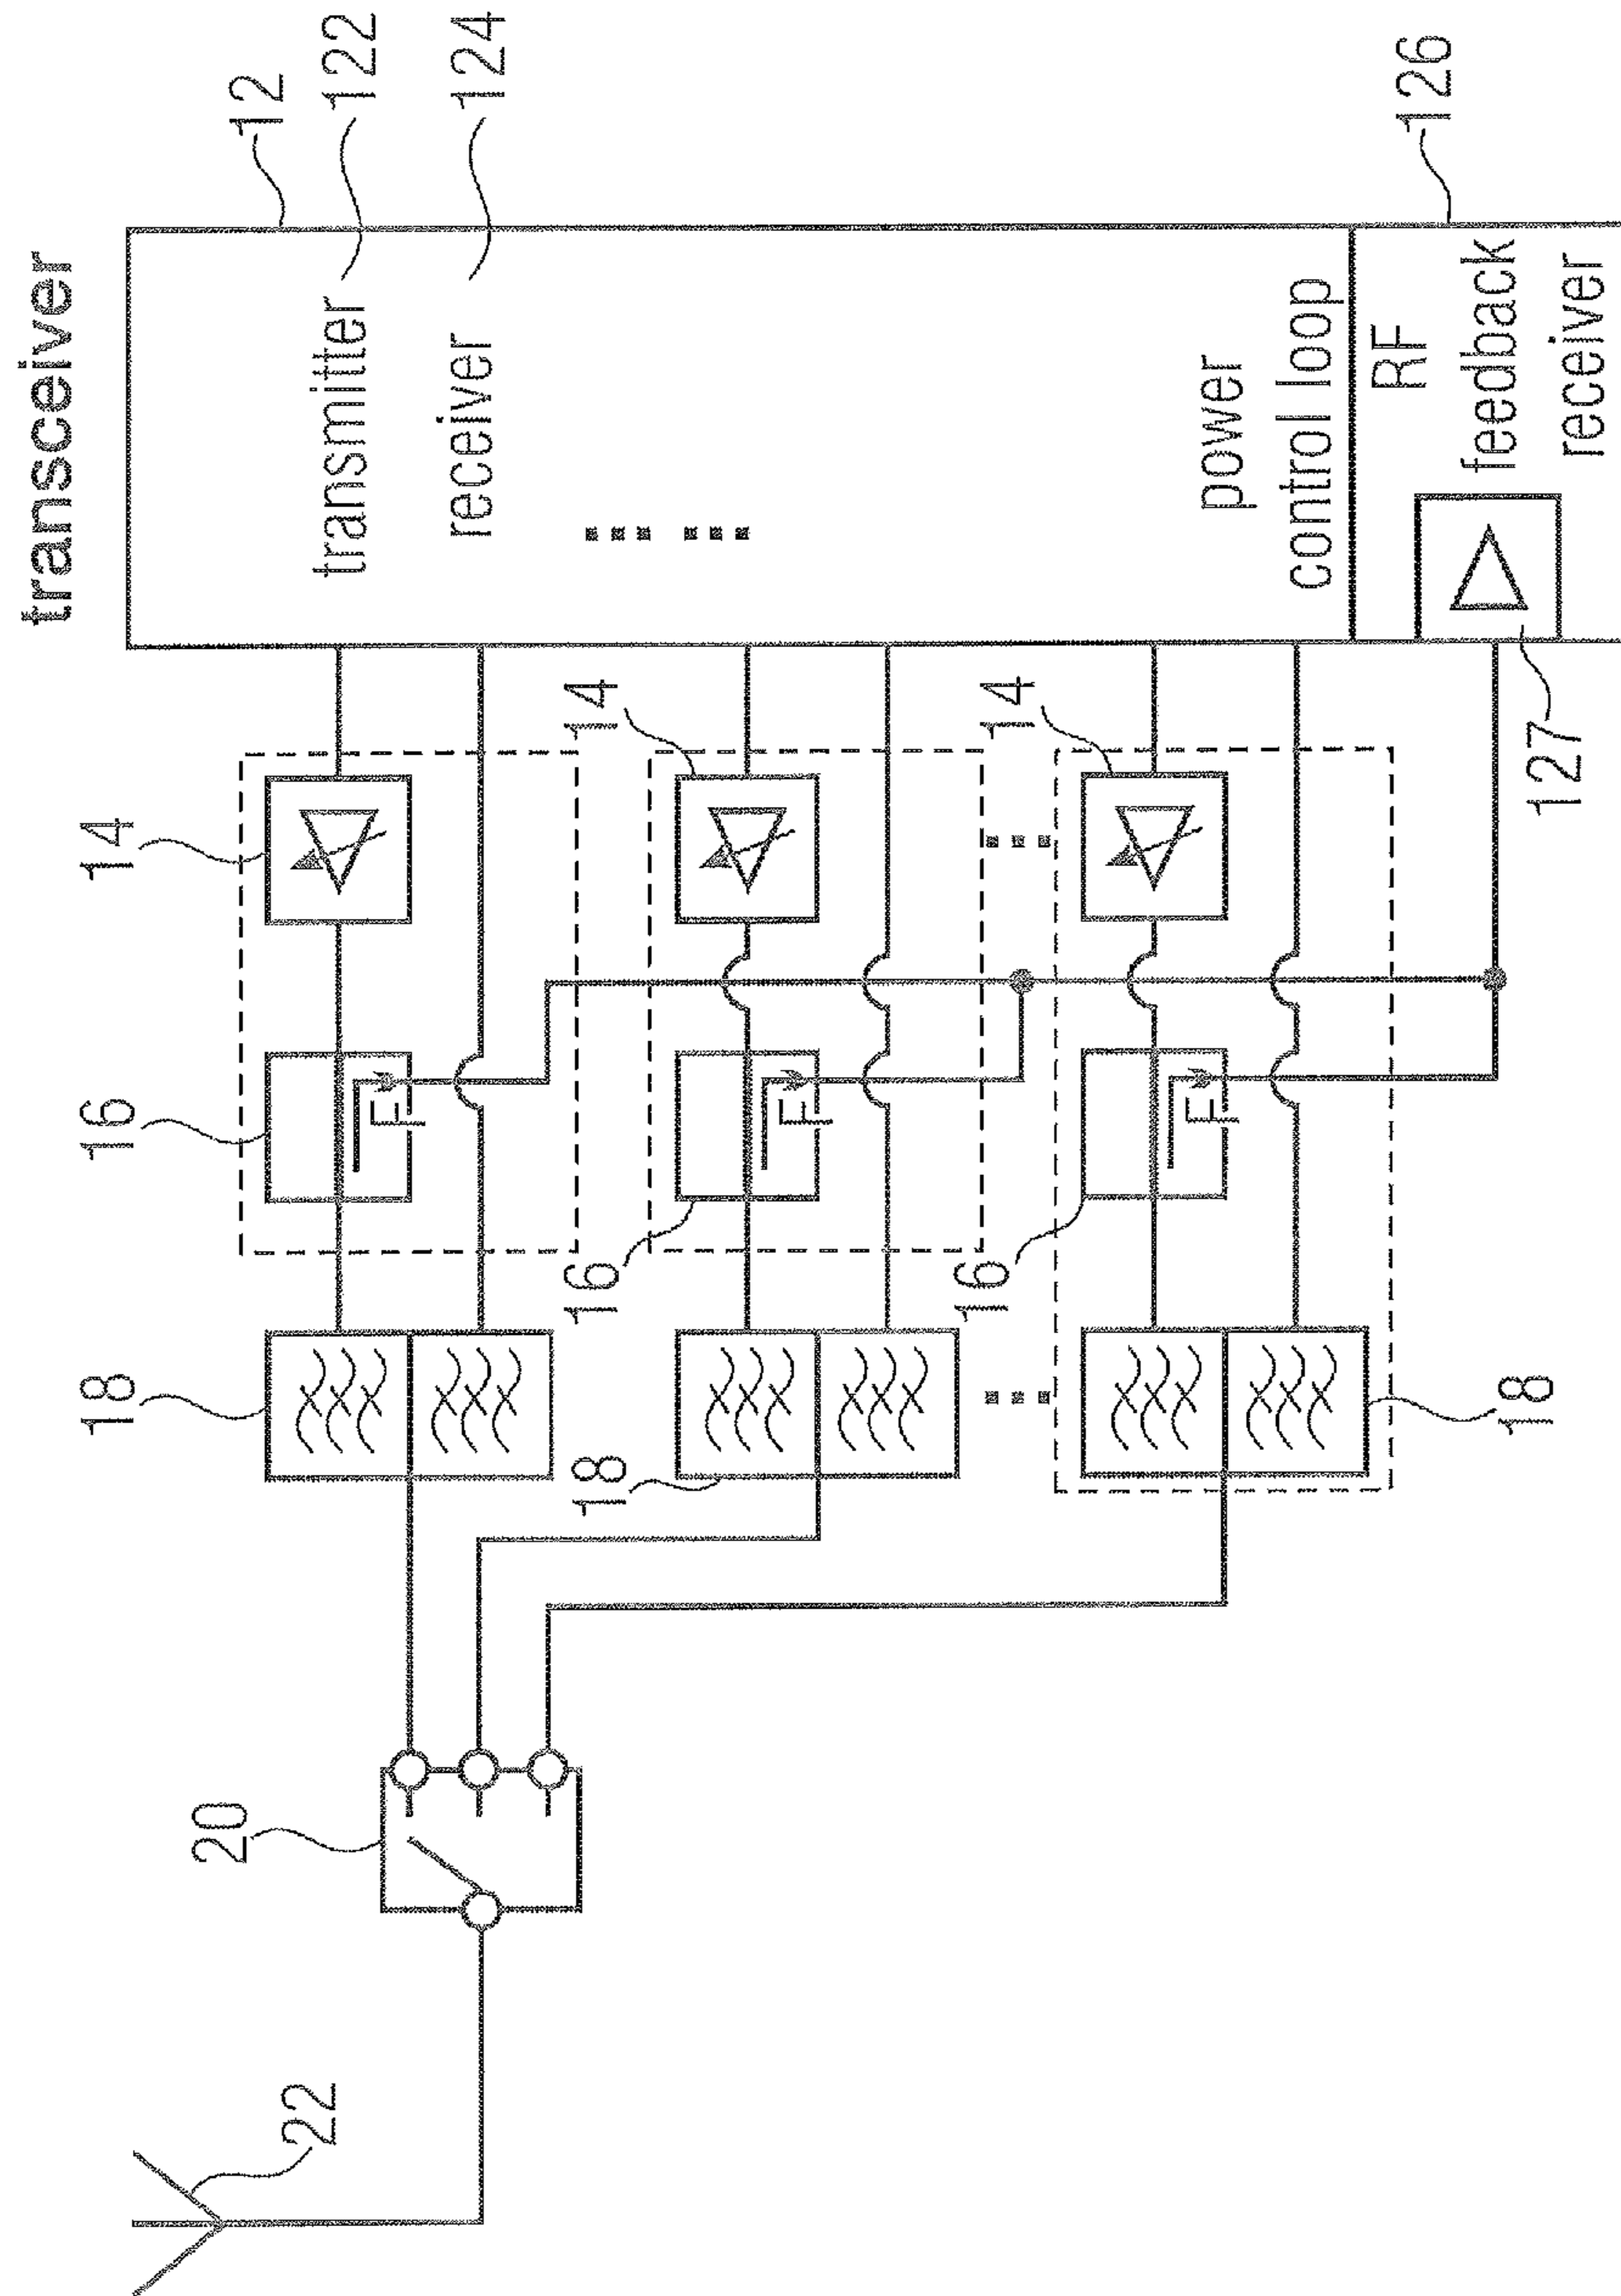 transceiver
18
16
14
20
12
22
transmitter
122
F
receiver
124
18
16
14
F
16
14
F
power
control loop
RF
126
feedback
18
127
receiver